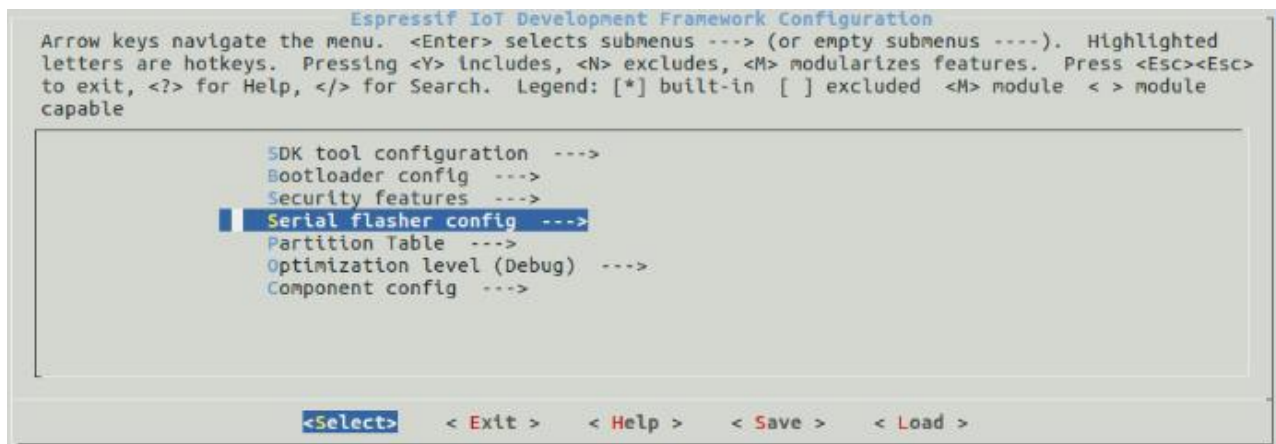 Espressif IoT Development Framework Configuration
Arrow keys navigate the menu. <Enter> selects submenus ---> (or empty submenus ----). Highlighted
letters are hotkeys. Pressing <Y> includes, <N> excludes, <M> modularizes features. Press <Esc><Esc>
to exit, <?> for Help, </> for Search. Legend: [*] built-in [ ] excluded <M> module < > module
capable
SDK tool configuration --->
Bootloader config --->
Security features --->
Serial flasher config --->
Partition Table --->
Optimization level (Debug) --->
Component config --->
<Select> < Exit > < Help > < Save > < Load >